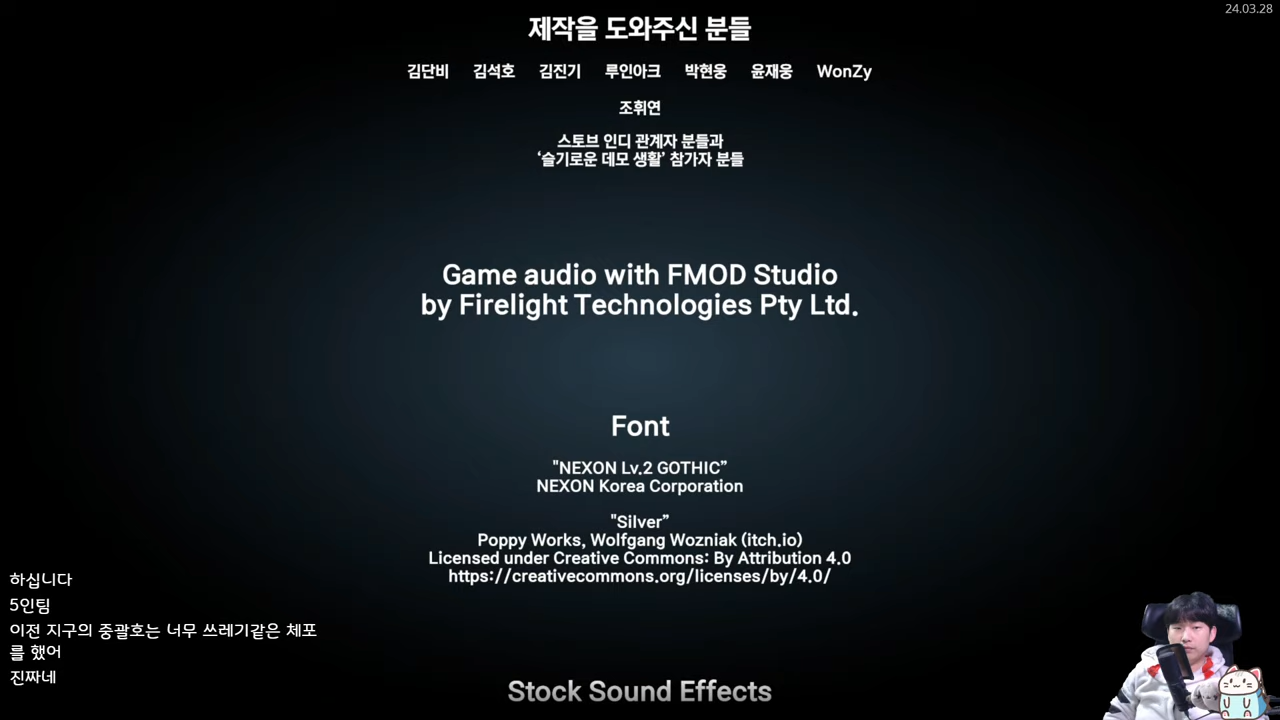 24.03.28
제작을 도와주신 분들
김단비 김석호 김진기 루인아크 박현웅 윤재웅 WonZy
조휘연
스토브 인디 관계자 분들과
‘슬기로운 데모 생활’ 참가자 분들
Game audio with FMOD Studio
by Firelight Technologies Pty Ltd.
Font
"NEXON Lv.2 GOTHIC”
NEXON Korea Corporation
"Silver”
Poppy Works, Wolfgang Wozniak (itch.io)
Licensed under Creative Commons: By Attribution 4.0
https://creativecommons.org/licenses/by/4.0/
Stock Sound Effects
하십니다
5인팀
이전 지구의 중괄호는 너무 쓰레기같은 체포
를 했어
진짜네